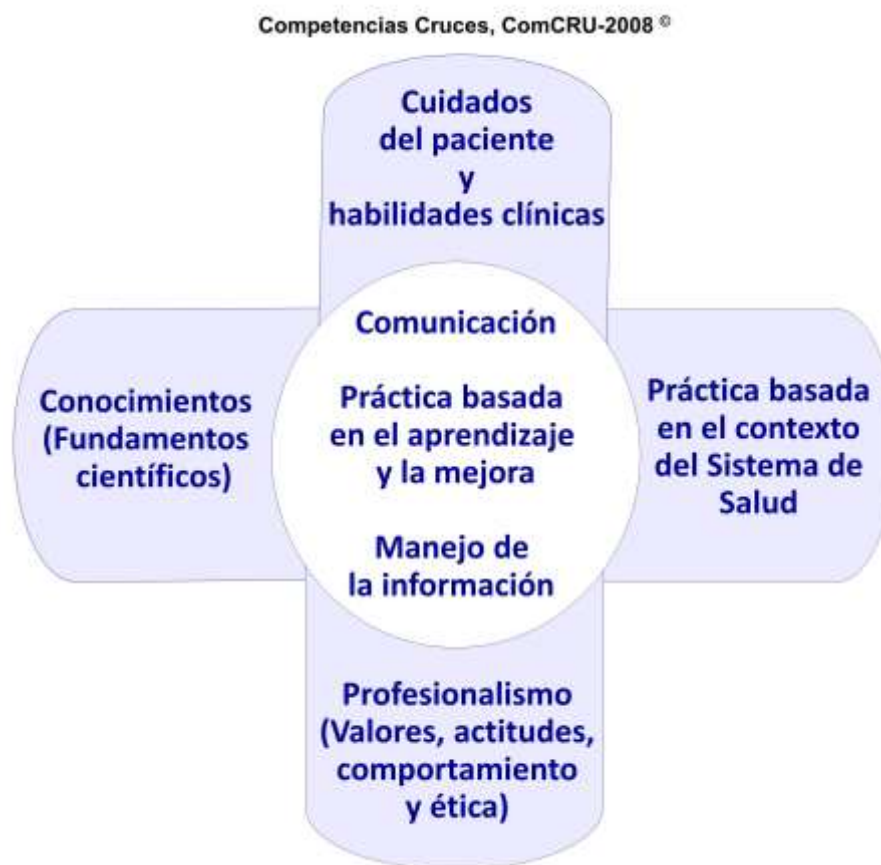 Competencias Cruces, ComCRU-2008 ©
Cuidados
del paciente
y
habilidades clínicas
Conocimientos
(Fundamentos
científicos)
Comunicación
Práctica basada
en el aprendizaje
y la mejora
Manejo de
la información
Práctica basada
en el contexto
del Sistema de
Salud
Profesionalismo
(Valores, actitudes,
comportamiento
y ética)